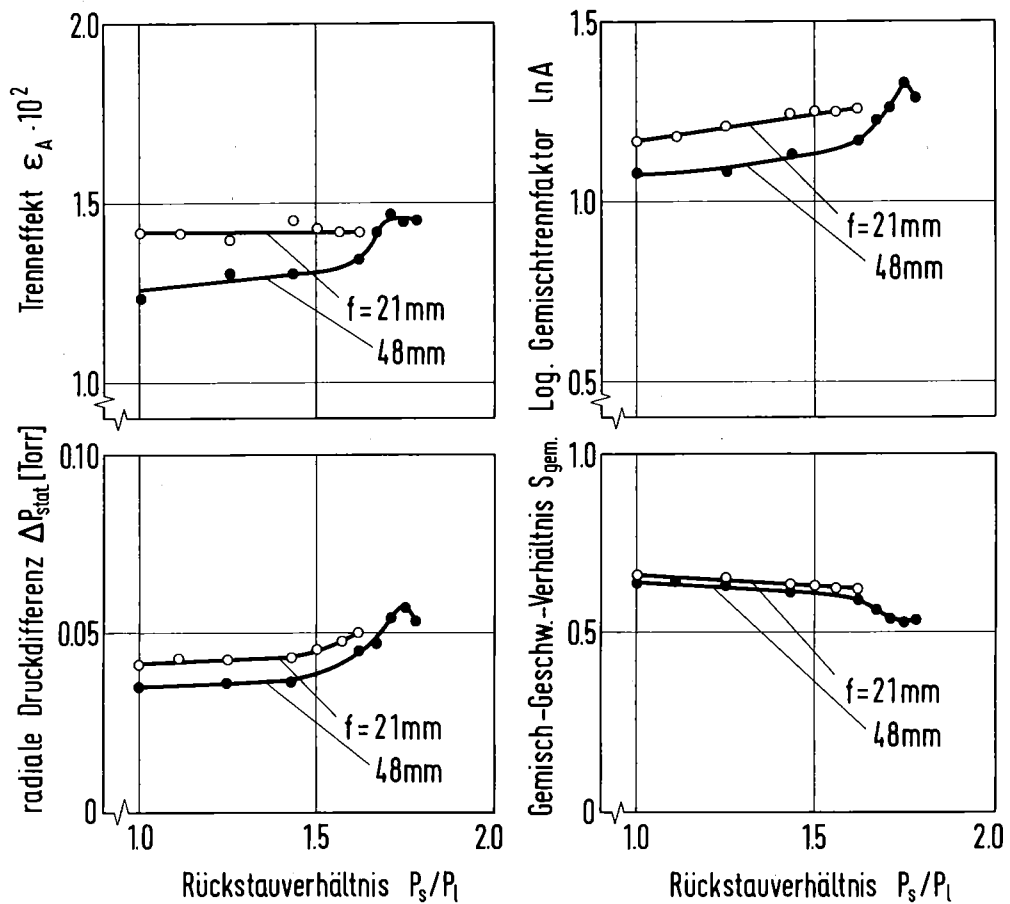 Trenneffekt ε_A · 10²
2.0
1.5
1.0
f = 21mm
48mm
Log. Gemischtrennfaktor lnA
1.5
1.0
0.5
f = 21mm
48mm
radiale Druckdifferenz ΔP_stat. [Torr]
0.10
0.05
0
f = 21mm
48mm
1.0 1.5 2.0
Rückstauverhältnis P_s/P_l
Gemisch-Geschw.-Verhältnis S_gem.
1.0
0.5
0
f = 21mm
48mm
1.0 1.5 2.0
Rückstauverhältnis P_s/P_l